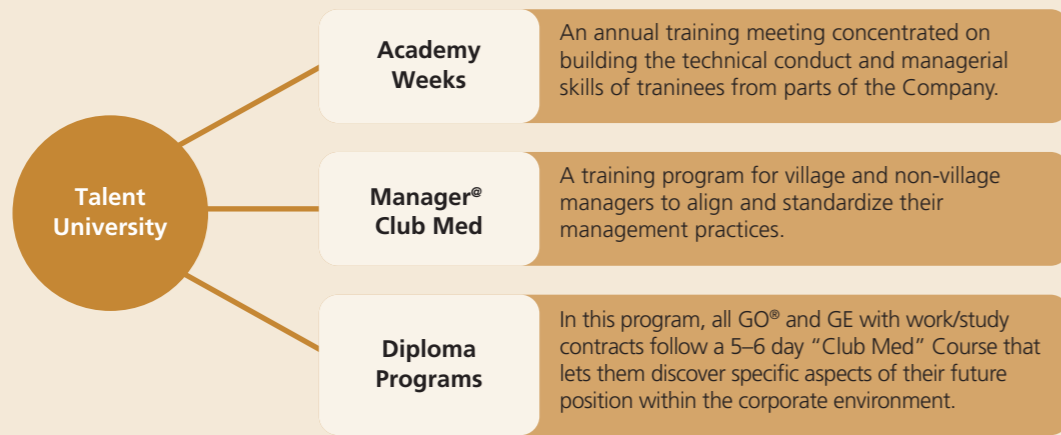 Talent
University
Academy
Weeks
An annual training meeting concentrated on
building the technical conduct and managerial
skills of traninees from parts of the Company.
Manager@
Club Med
A training program for village and non-village
managers to align and standardize their
management practices.
Diploma
Programs
In this program, all GO® and GE with work/study
contracts follow a 5–6 day “Club Med” Course that
lets them discover specific aspects of their future
position within the corporate environment.